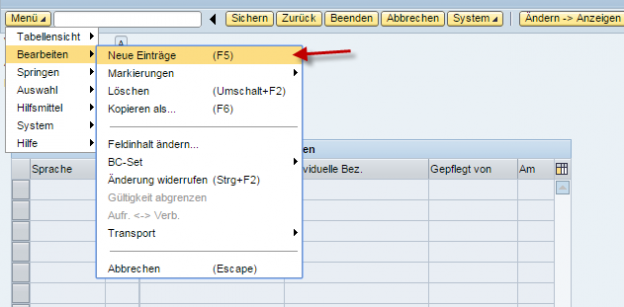 Menü Sichern Zurück Beenden Abbrechen System Ändern -> Anzeigen
Tabellensicht
Bearbeiten
Springen
Auswahl
Hilfsmittel
System
Hilfe
Neue Einträge (F5)
Markierungen
Löschen (Umschalt+F2)
Kopieren als... (F6)
Feldinhalt ändern...
BC-Set
Änderung widerrufen (Strg+F2)
Gültigkeit abgrenzen
Aufr. <-> Verb.
Transport
Abbrechen (Escape)
en
Sprache viduelle Bez. Gepflegt von Am